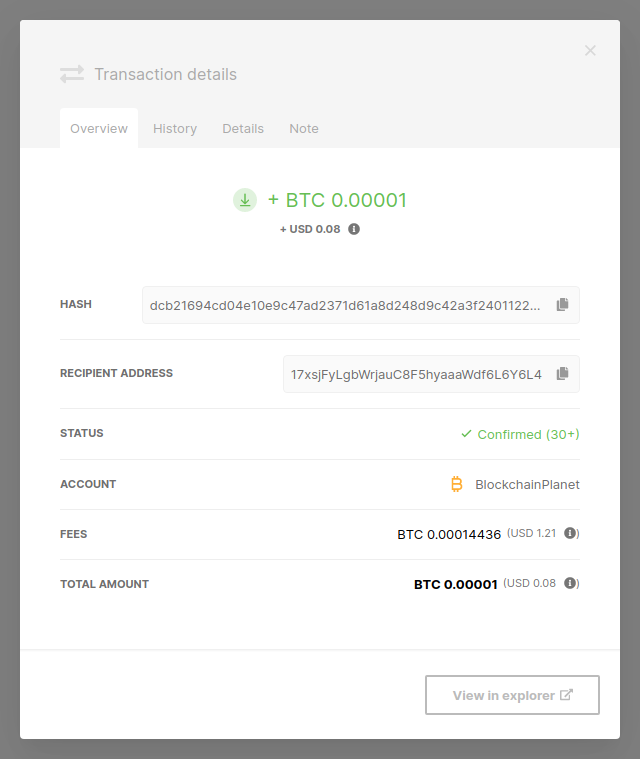 Transaction details
Overview History Details Note
+ BTC 0.00001
+ USD 0.08
HASH dcb21694cd04e10e9c47ad2371d61a8d248d9c42a3f2401122...
RECIPIENT ADDRESS 17xsjFyLgbWrjauC8F5hyaaaWdf6L6Y6L4
STATUS Confirmed (30+)
ACCOUNT BlockchainPlanet
FEES BTC 0.00014436 (USD 1.21 )
TOTAL AMOUNT BTC 0.00001 (USD 0.08 )
View in explorer